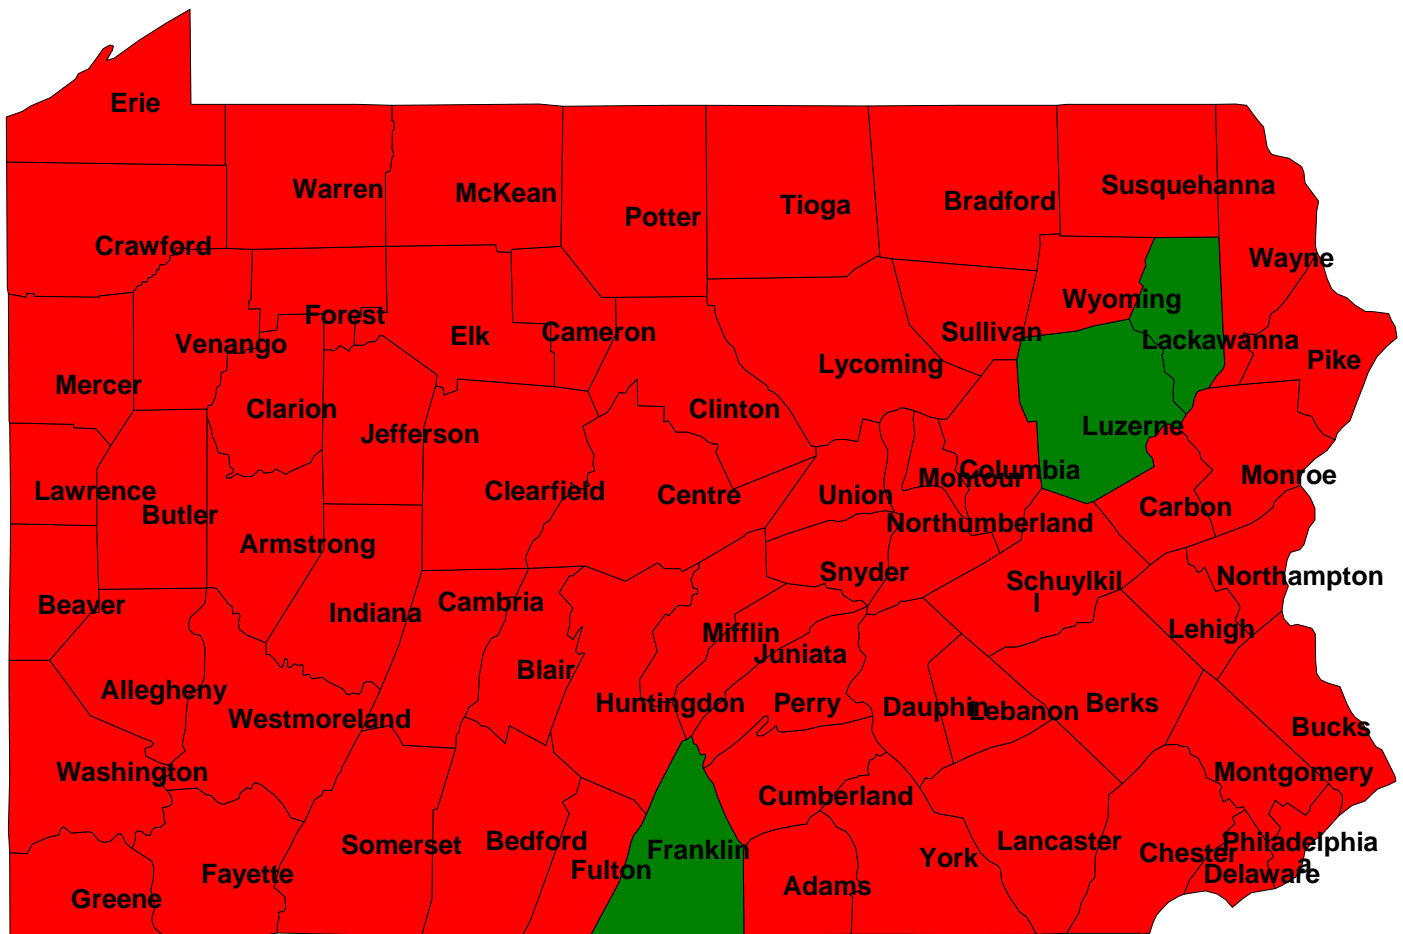 Erie
Warren
McKean
Potter
Tioga
Bradford
Susquehanna
Crawford
Wayne
Wyoming
Forest
Venango
Elk
Cameron
Sullivan
Lackawanna
Pike
Mercer
Lycoming
Clarion
Clinton
Jefferson
Luzerne
Lawrence
Butler
Clearfield
Centre
Union
Montour
Columbia
Monroe
Carbon
Northumberland
Armstrong
Snyder
Schuylkil
l
Northampton
Beaver
Indiana
Cambria
Mifflin
Juniata
Lehigh
Blair
Allegheny
Westmoreland
Huntingdon
Perry
Dauphin
Lebanon
Berks
Bucks
Washington
Montgomery
Cumberland
Somerset
Bedford
Franklin
Fulton
York
Lancaster
Chester
Philadelphia
a
Delaware
Fayette
Greene
Adams